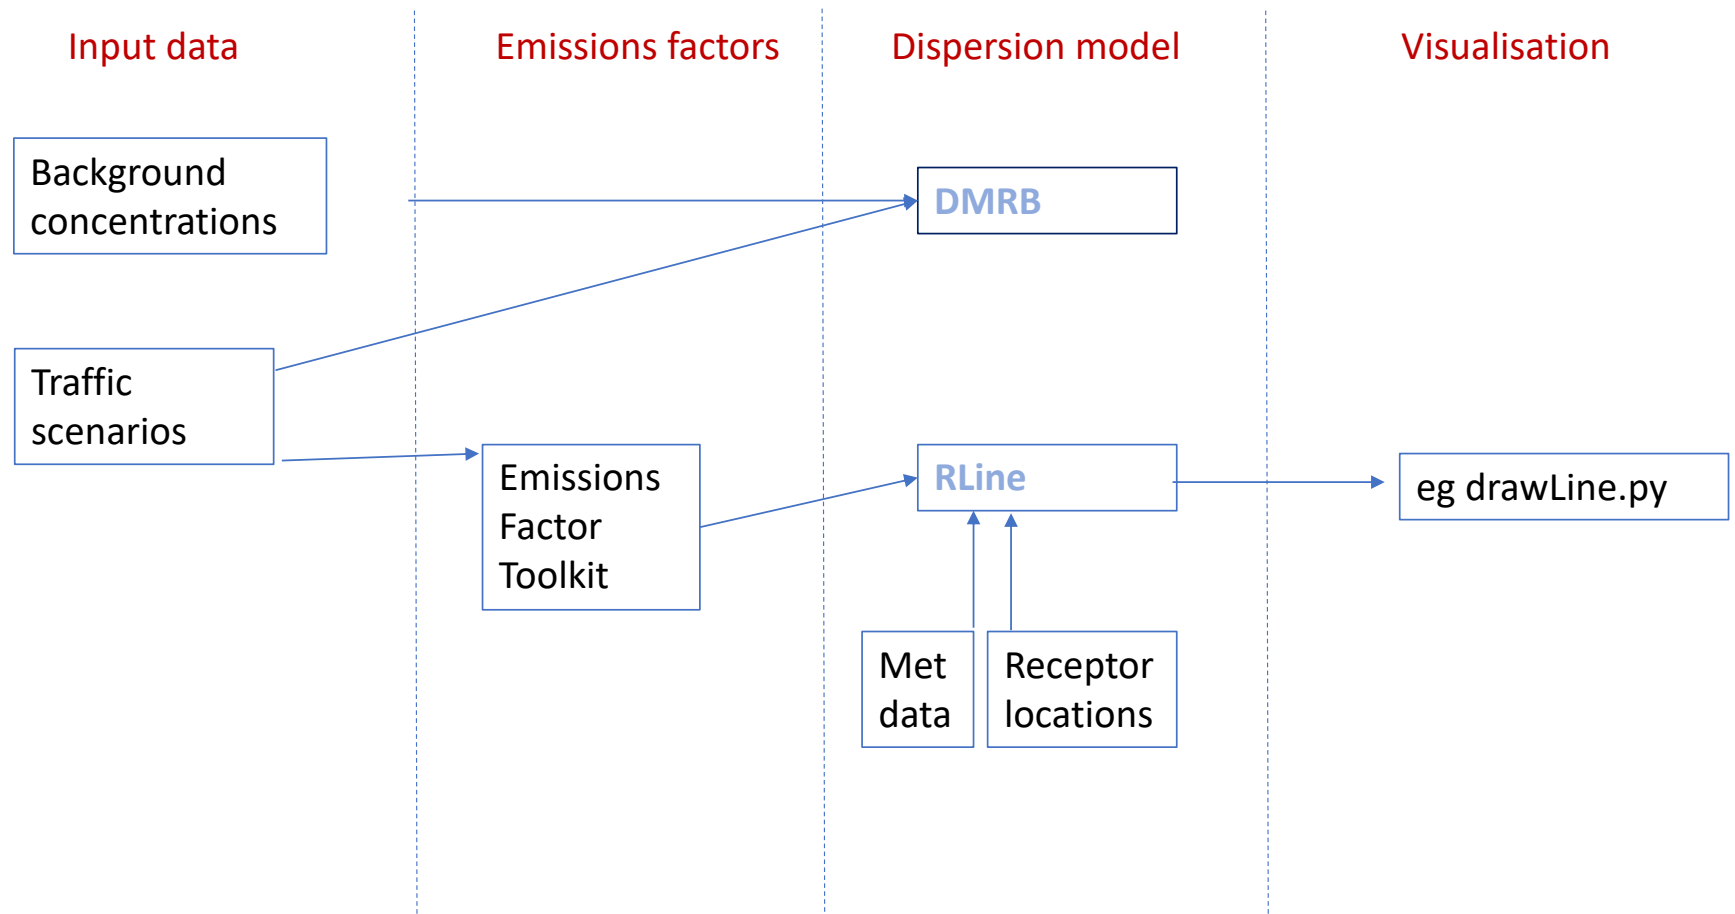 Input data
Emissions factors
Dispersion model
Visualisation
Background
concentrations
DMRB
Traffic
scenarios
Emissions
Factor
Toolkit
RLine
eg drawLine.py
Met
data
Receptor
locations